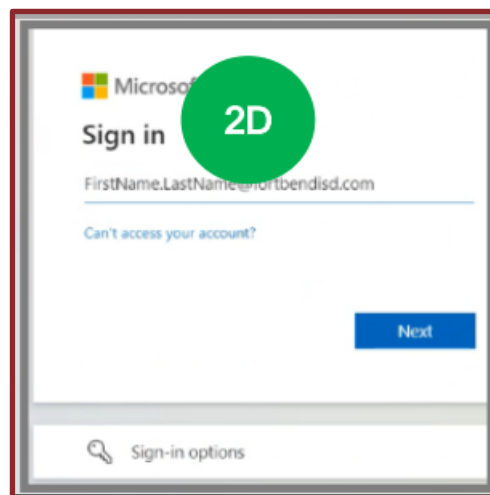 Microsof
2D
Sign in
FirstName.LastName@fortbendisd.com
Can't access your account?
Next
Sign-in options